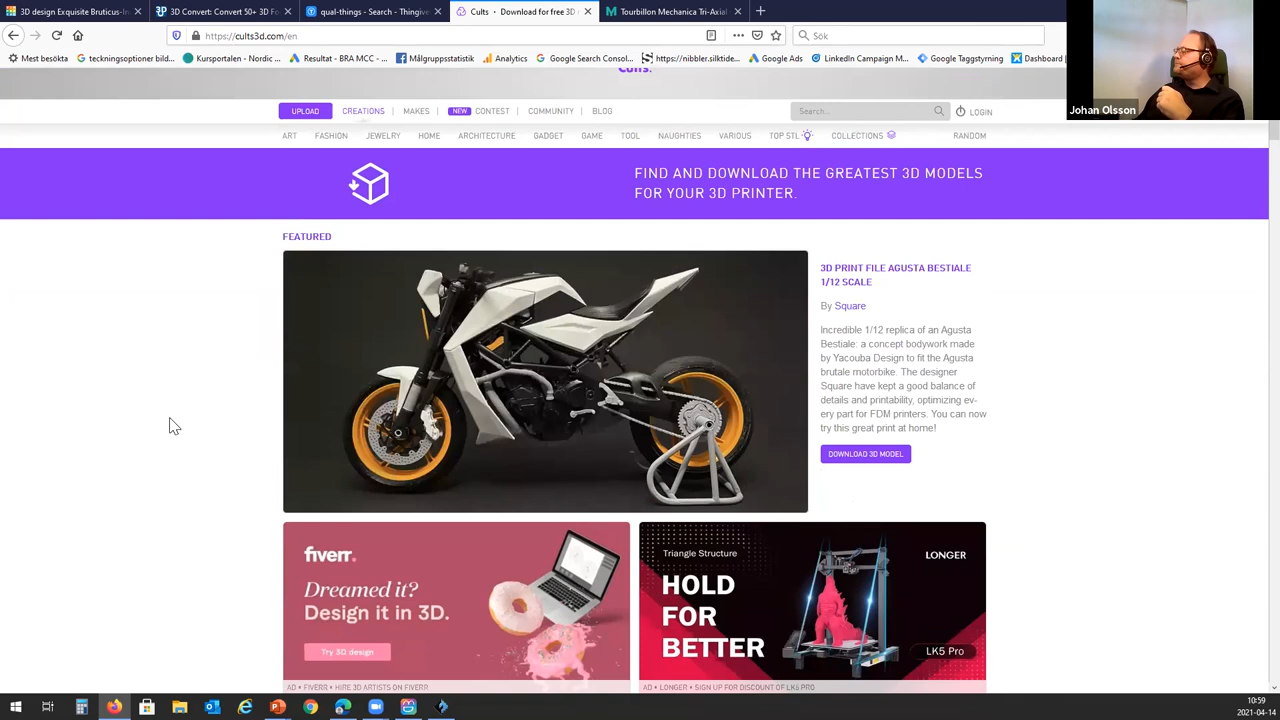 3D design Exquisite Bruticus-In
3D Convert: Convert 50+ 3D Fo
qual-things - Search - Thingive
Cults・Download for free 3D
Tourbillon Mechanica Tri-Axial
https://cults3d.com/en
Sök
Mest besökta
teckningsoptioner bild...
Kursportalen - Nordic ...
Resultat - BRA MCC - ...
Målgruppsstatistik
Analytics
Google Search Consol...
https://nibbler.silktide...
Google Ads
LinkedIn Campaign M...
Google Taggstyrning
Dashboard |
Johan Olsson
Cults.
UPLOAD
CREATIONS
MAKES
NEW
CONTEST
COMMUNITY
BLOG
Search...
LOGIN
ART
FASHION
JEWELRY
HOME
ARCHITECTURE
GADGET
GAME
TOOL
NAUGHTIES
VARIOUS
TOP STL
COLLECTIONS
RANDOM
FIND AND DOWNLOAD THE GREATEST 3D MODELS
FOR YOUR 3D PRINTER.
FEATURED
3D PRINT FILE AGUSTA BESTIALE
1/12 SCALE
By Square
Incredible 1/12 replica of an Agusta
Bestiale: a concept bodywork made
by Yacouba Design to fit the Agusta
brutale motorbike. The designer
Square have kept a good balance of
details and printability, optimizing ev-
ery part for FDM printers. You can now
try this great print at home!
DOWNLOAD 3D MODEL
fiverr.
Dreamed it?
Design it in 3D.
Try 3D design
AD • FIVERR • HIRE 3D ARTISTS ON FIVERR
Triangle Structure
LONGER
HOLD
FOR
BETTER
LK5 Pro
AD • LONGER • SIGN UP FOR DISCOUNT OF LK5 PRO
10:59
2021-04-14